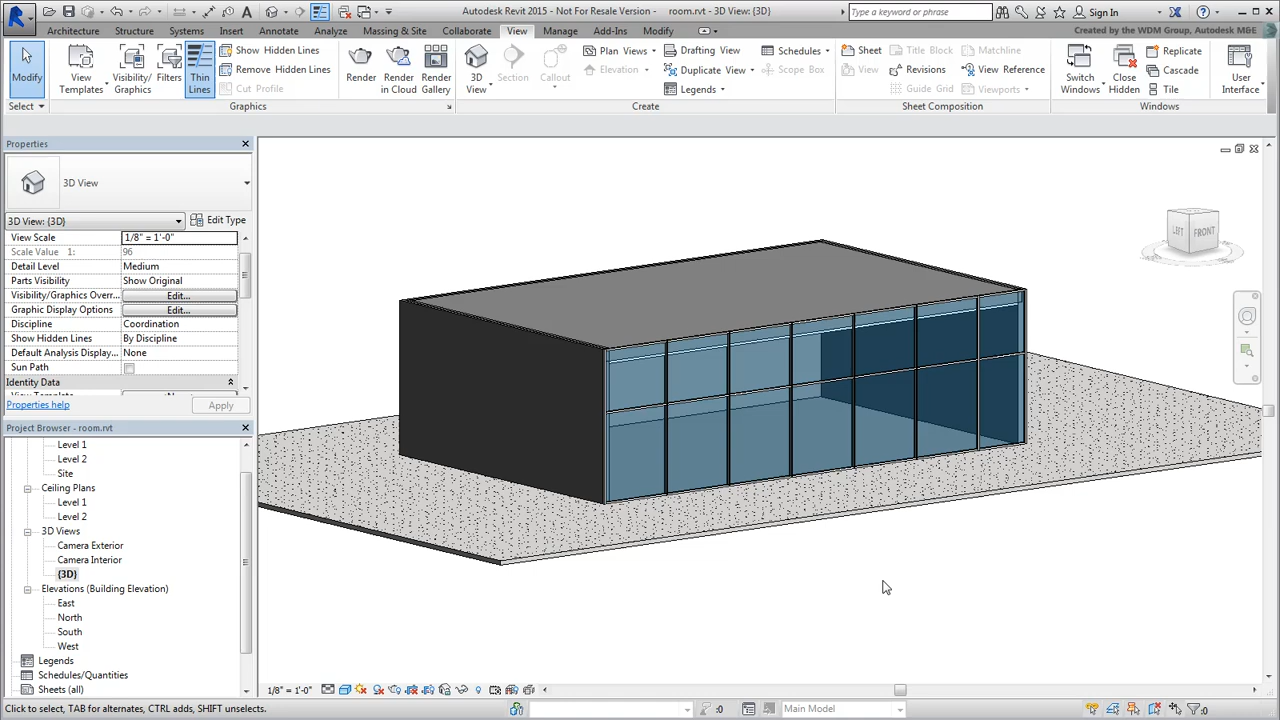 Autodesk Revit 2015 - Not For Resale Version - room.rvt - 3D View: {3D}
Type a keyword or phrase
Sign In
Architecture Structure Systems Insert Annotate Analyze Massing & Site Collaborate View Manage Add-Ins Modify
Created by the WDM Group, Autodesk MBE
Modify
View Templates
Visibility/ Graphics
Filters
Thin Lines
Show Hidden Lines
Remove Hidden Lines
Cut Profile
Render
Render in Cloud
Render Gallery
3D View
Section
Callout
Plan Views
Elevation
Drafting View
Duplicate View
Legends
Schedules
Scope Box
Sheet
View
Title Block
Revisions
Guide Grid
Matchline
View Reference
Viewports
Switch Windows
Close Hidden
Replicate
Cascade
Tile
User Interface
Select
Graphics
Create
Sheet Composition
Windows
Properties
3D View
3D View: {3D}
Edit Type
View Scale 1/8" = 1'-0"
Scale Value 1: 96
Detail Level Medium
Parts Visibility Show Original
Visibility/Graphics Overr... Edit...
Graphic Display Options Edit...
Discipline Coordination
Show Hidden Lines By Discipline
Default Analysis Display... None
Sun Path
Identity Data
Properties help
Apply
Project Browser - room.rvt
Level 1
Level 2
Site
Ceiling Plans
Level 1
Level 2
3D Views
Camera Exterior
Camera Interior
{3D}
Elevations (Building Elevation)
East
North
South
West
Legends
Schedules/Quantities
Sheets (all)
LEFT FRONT
1/8" = 1'-0"
Click to select, TAB for alternates, CTRL adds, SHIFT unselects.
:0
Main Model
:0